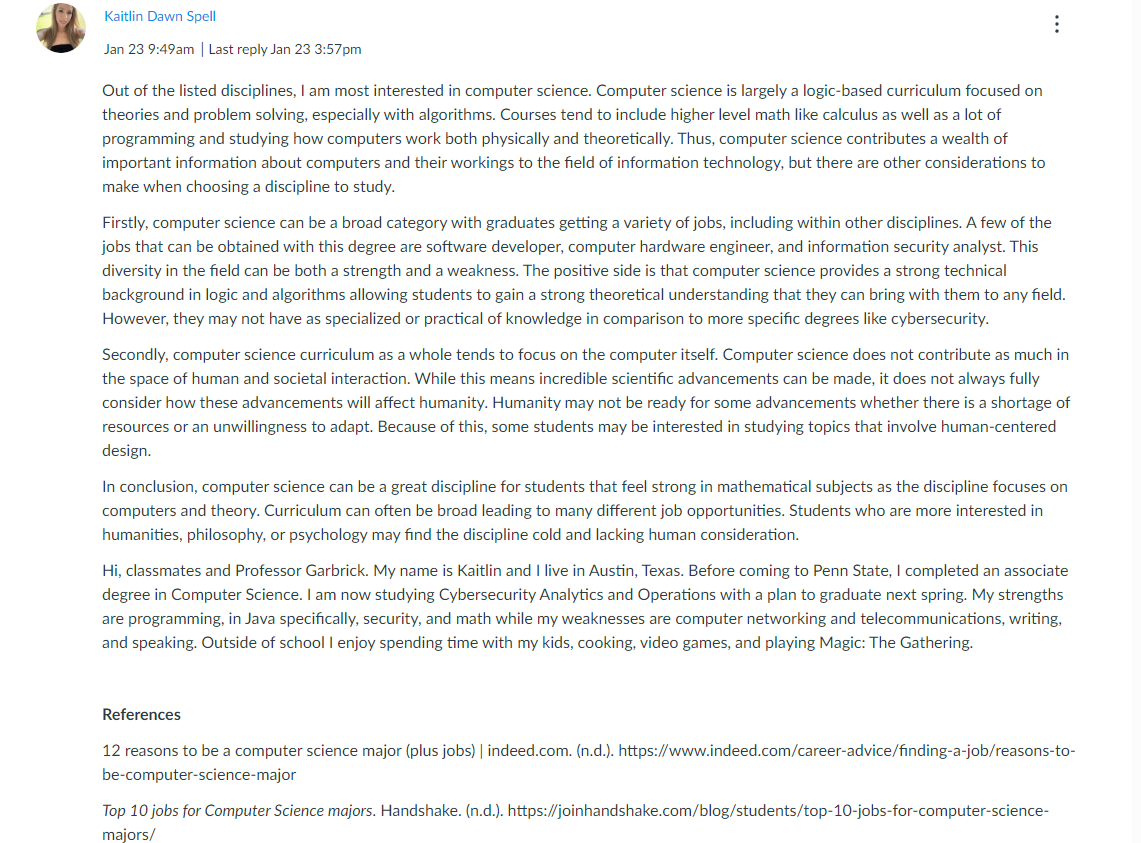 Kaitlin Dawn Spell
Jan 23 9:49am | Last reply Jan 23 3:57pm
Out of the listed disciplines, I am most interested in computer science. Computer science is largely a logic-based curriculum focused on
theories and problem solving, especially with algorithms. Courses tend to include higher level math like calculus as well as a lot of
programming and studying how computers work both physically and theoretically. Thus, computer science contributes a wealth of
important information about computers and their workings to the field of information technology, but there are other considerations to
make when choosing a discipline to study.
Firstly, computer science can be a broad category with graduates getting a variety of jobs, including within other disciplines. A few of the
jobs that can be obtained with this degree are software developer, computer hardware engineer, and information security analyst. This
diversity in the field can be both a strength and a weakness. The positive side is that computer science provides a strong technical
background in logic and algorithms allowing students to gain a strong theoretical understanding that they can bring with them to any field.
However, they may not have as specialized or practical of knowledge in comparison to more specific degrees like cybersecurity.
Secondly, computer science curriculum as a whole tends to focus on the computer itself. Computer science does not contribute as much in
the space of human and societal interaction. While this means incredible scientific advancements can be made, it does not always fully
consider how these advancements will affect humanity. Humanity may not be ready for some advancements whether there is a shortage of
resources or an unwillingness to adapt. Because of this, some students may be interested in studying topics that involve human-centered
design.
In conclusion, computer science can be a great discipline for students that feel strong in mathematical subjects as the discipline focuses on
computers and theory. Curriculum can often be broad leading to many different job opportunities. Students who are more interested in
humanities, philosophy, or psychology may find the discipline cold and lacking human consideration.
Hi, classmates and Professor Garbrick. My name is Kaitlin and I live in Austin, Texas. Before coming to Penn State, I completed an associate
degree in Computer Science. I am now studying Cybersecurity Analytics and Operations with a plan to graduate next spring. My strengths
are programming, in Java specifically, security, and math while my weaknesses are computer networking and telecommunications, writing,
and speaking. Outside of school I enjoy spending time with my kids, cooking, video games, and playing Magic: The Gathering.
References
12 reasons to be a computer science major (plus jobs) | indeed.com. (n.d.). https://www.indeed.com/career-advice/finding-a-job/reasons-to-
be-computer-science-major
Top 10 jobs for Computer Science majors. Handshake. (n.d.). https://joinhandshake.com/blog/students/top-10-jobs-for-computer-science-
majors/